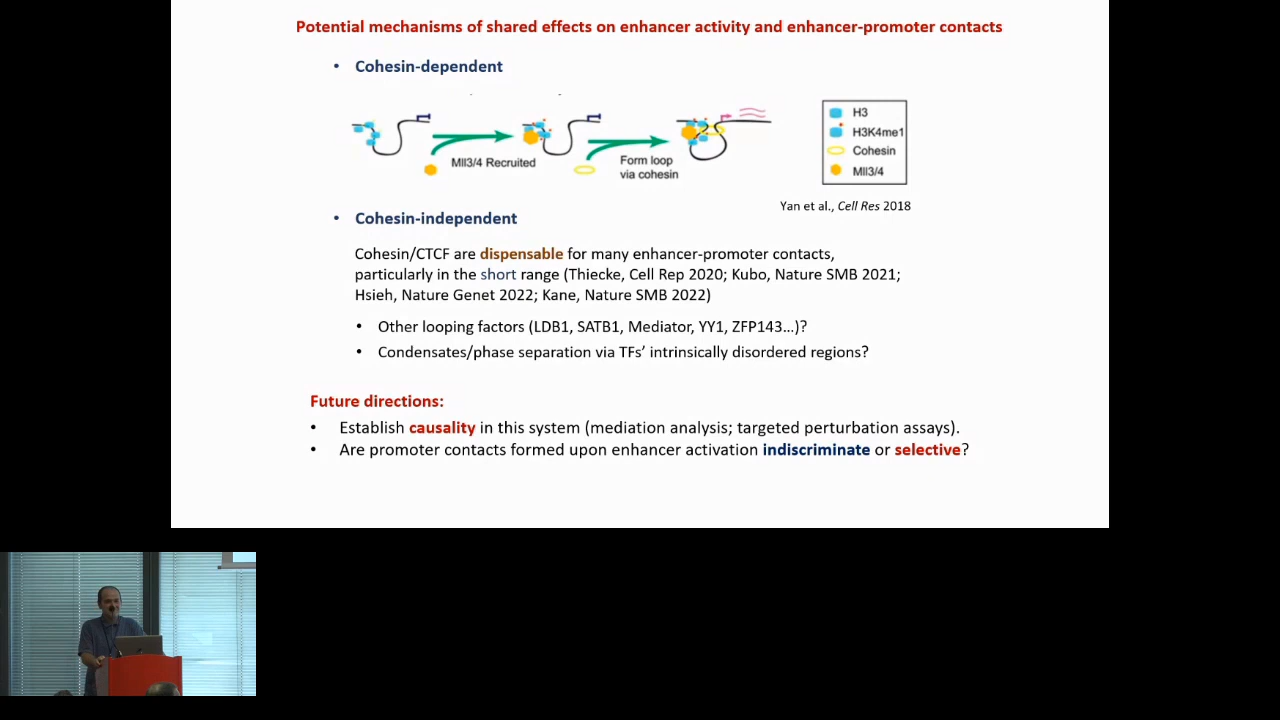 Potential mechanisms of shared effects on enhancer activity and enhancer-promoter contacts
• Cohesin-dependent
Mll3/4 Recruited
Form loop
via cohesin
H3
H3K4me1
Cohesin
Mll3/4
Yan et al., Cell Res 2018
• Cohesin-independent
Cohesin/CTCF are dispensable for many enhancer-promoter contacts,
particularly in the short range (Thiecke, Cell Rep 2020; Kubo, Nature SMB 2021;
Hsieh, Nature Genet 2022; Kane, Nature SMB 2022)
• Other looping factors (LDB1, SATB1, Mediator, YY1, ZFP143...)?
• Condensates/phase separation via TFs' intrinsically disordered regions?
Future directions:
• Establish causality in this system (mediation analysis; targeted perturbation assays).
• Are promoter contacts formed upon enhancer activation indiscriminate or selective?